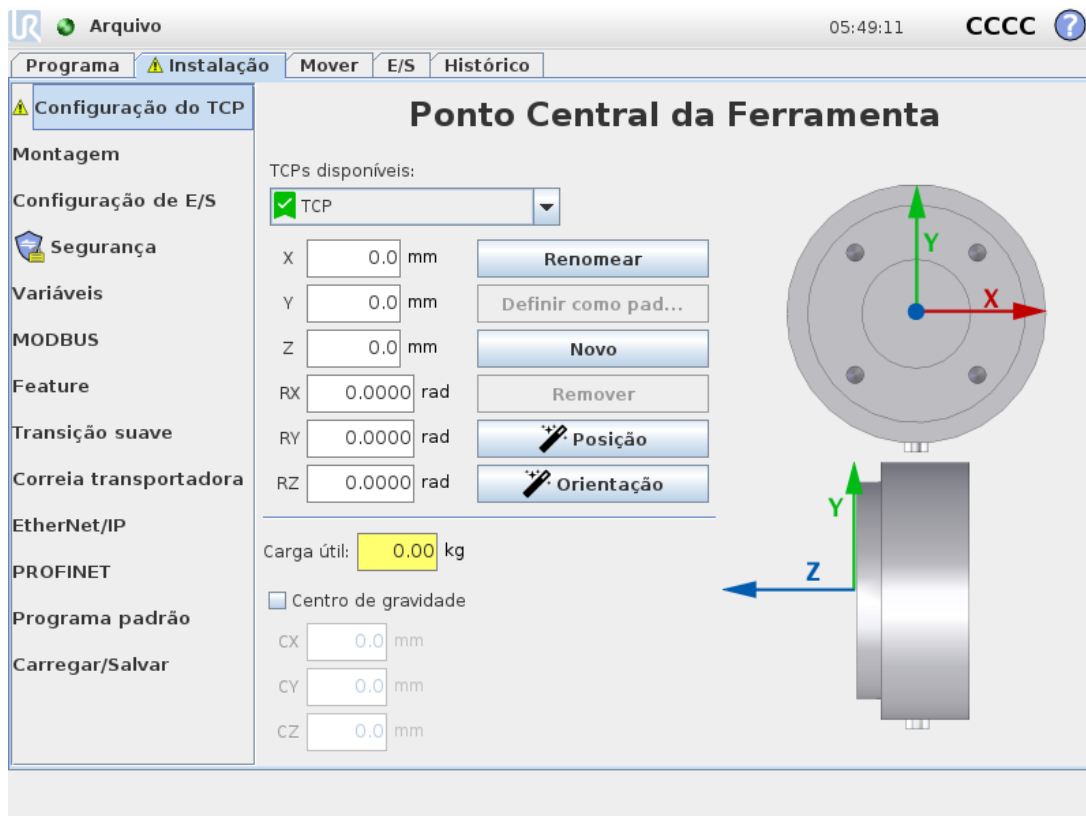 UR Arquivo 05:49:11 CCCC ?
Programa Instalação Mover E/S Histórico
Configuração do TCP
Montagem
Configuração de E/S
Segurança
Variáveis
MODBUS
Feature
Transição suave
Correia transportadora
EtherNet/IP
PROFINET
Programa padrão
Carregar/Salvar
Ponto Central da Ferramenta
TCPs disponíveis:
TCP
X 0.0 mm Renomear
Y 0.0 mm Definir como pad...
Z 0.0 mm Novo
RX 0.0000 rad Remover
RY 0.0000 rad Posição
RZ 0.0000 rad Orientação
Carga útil: 0.00 kg
Centro de gravidade
CX 0.0 mm
CY 0.0 mm
CZ 0.0 mm
Y
X
Y
Z